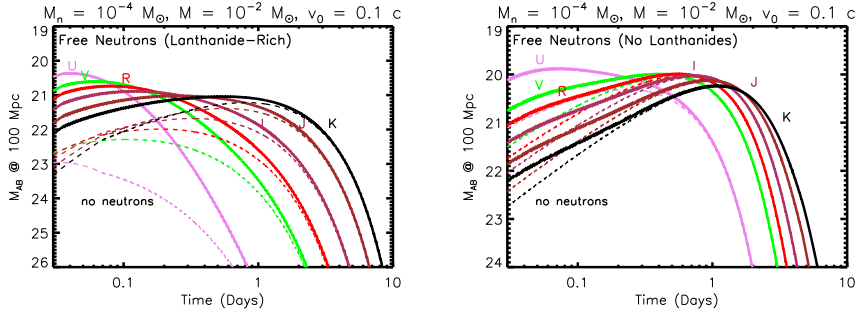 M_n = 10^-4 M_⊙, M = 10^-2 M_⊙, v_0 = 0.1 c
Free Neutrons (Lanthanide-Rich)
U
V
R
I
J
K
no neutrons
19
20
21
22
23
24
25
26
M_AB @ 100 Mpc
0.1
1
10
Time (Days)
M_n = 10^-4 M_⊙, M = 10^-2 M_⊙, v_0 = 0.1 c
Free Neutrons (No Lanthanides)
U
V
R
I
J
K
no neutrons
19
20
21
22
23
24
M_AB @ 100 Mpc
0.1
1
10
Time (Days)